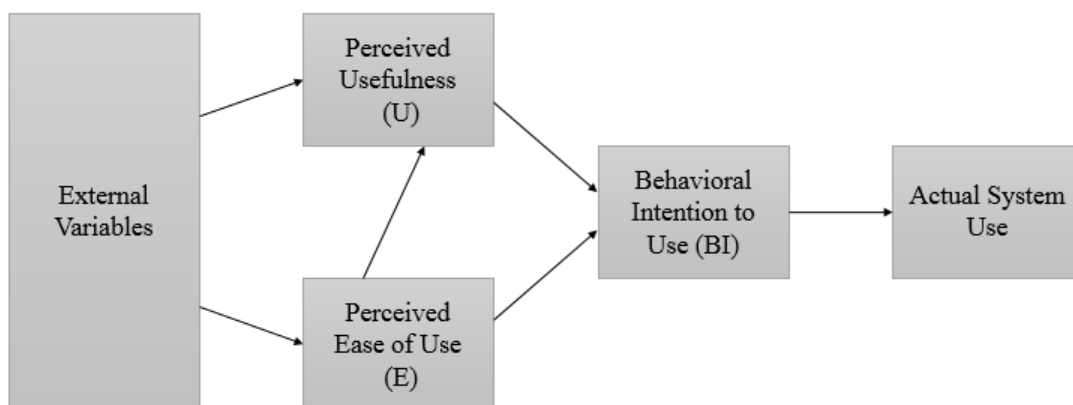 External
Variables
Perceived
Usefulness
(U)
Perceived
Ease of Use
(E)
Behavioral
Intention to
Use (BI)
Actual System
Use